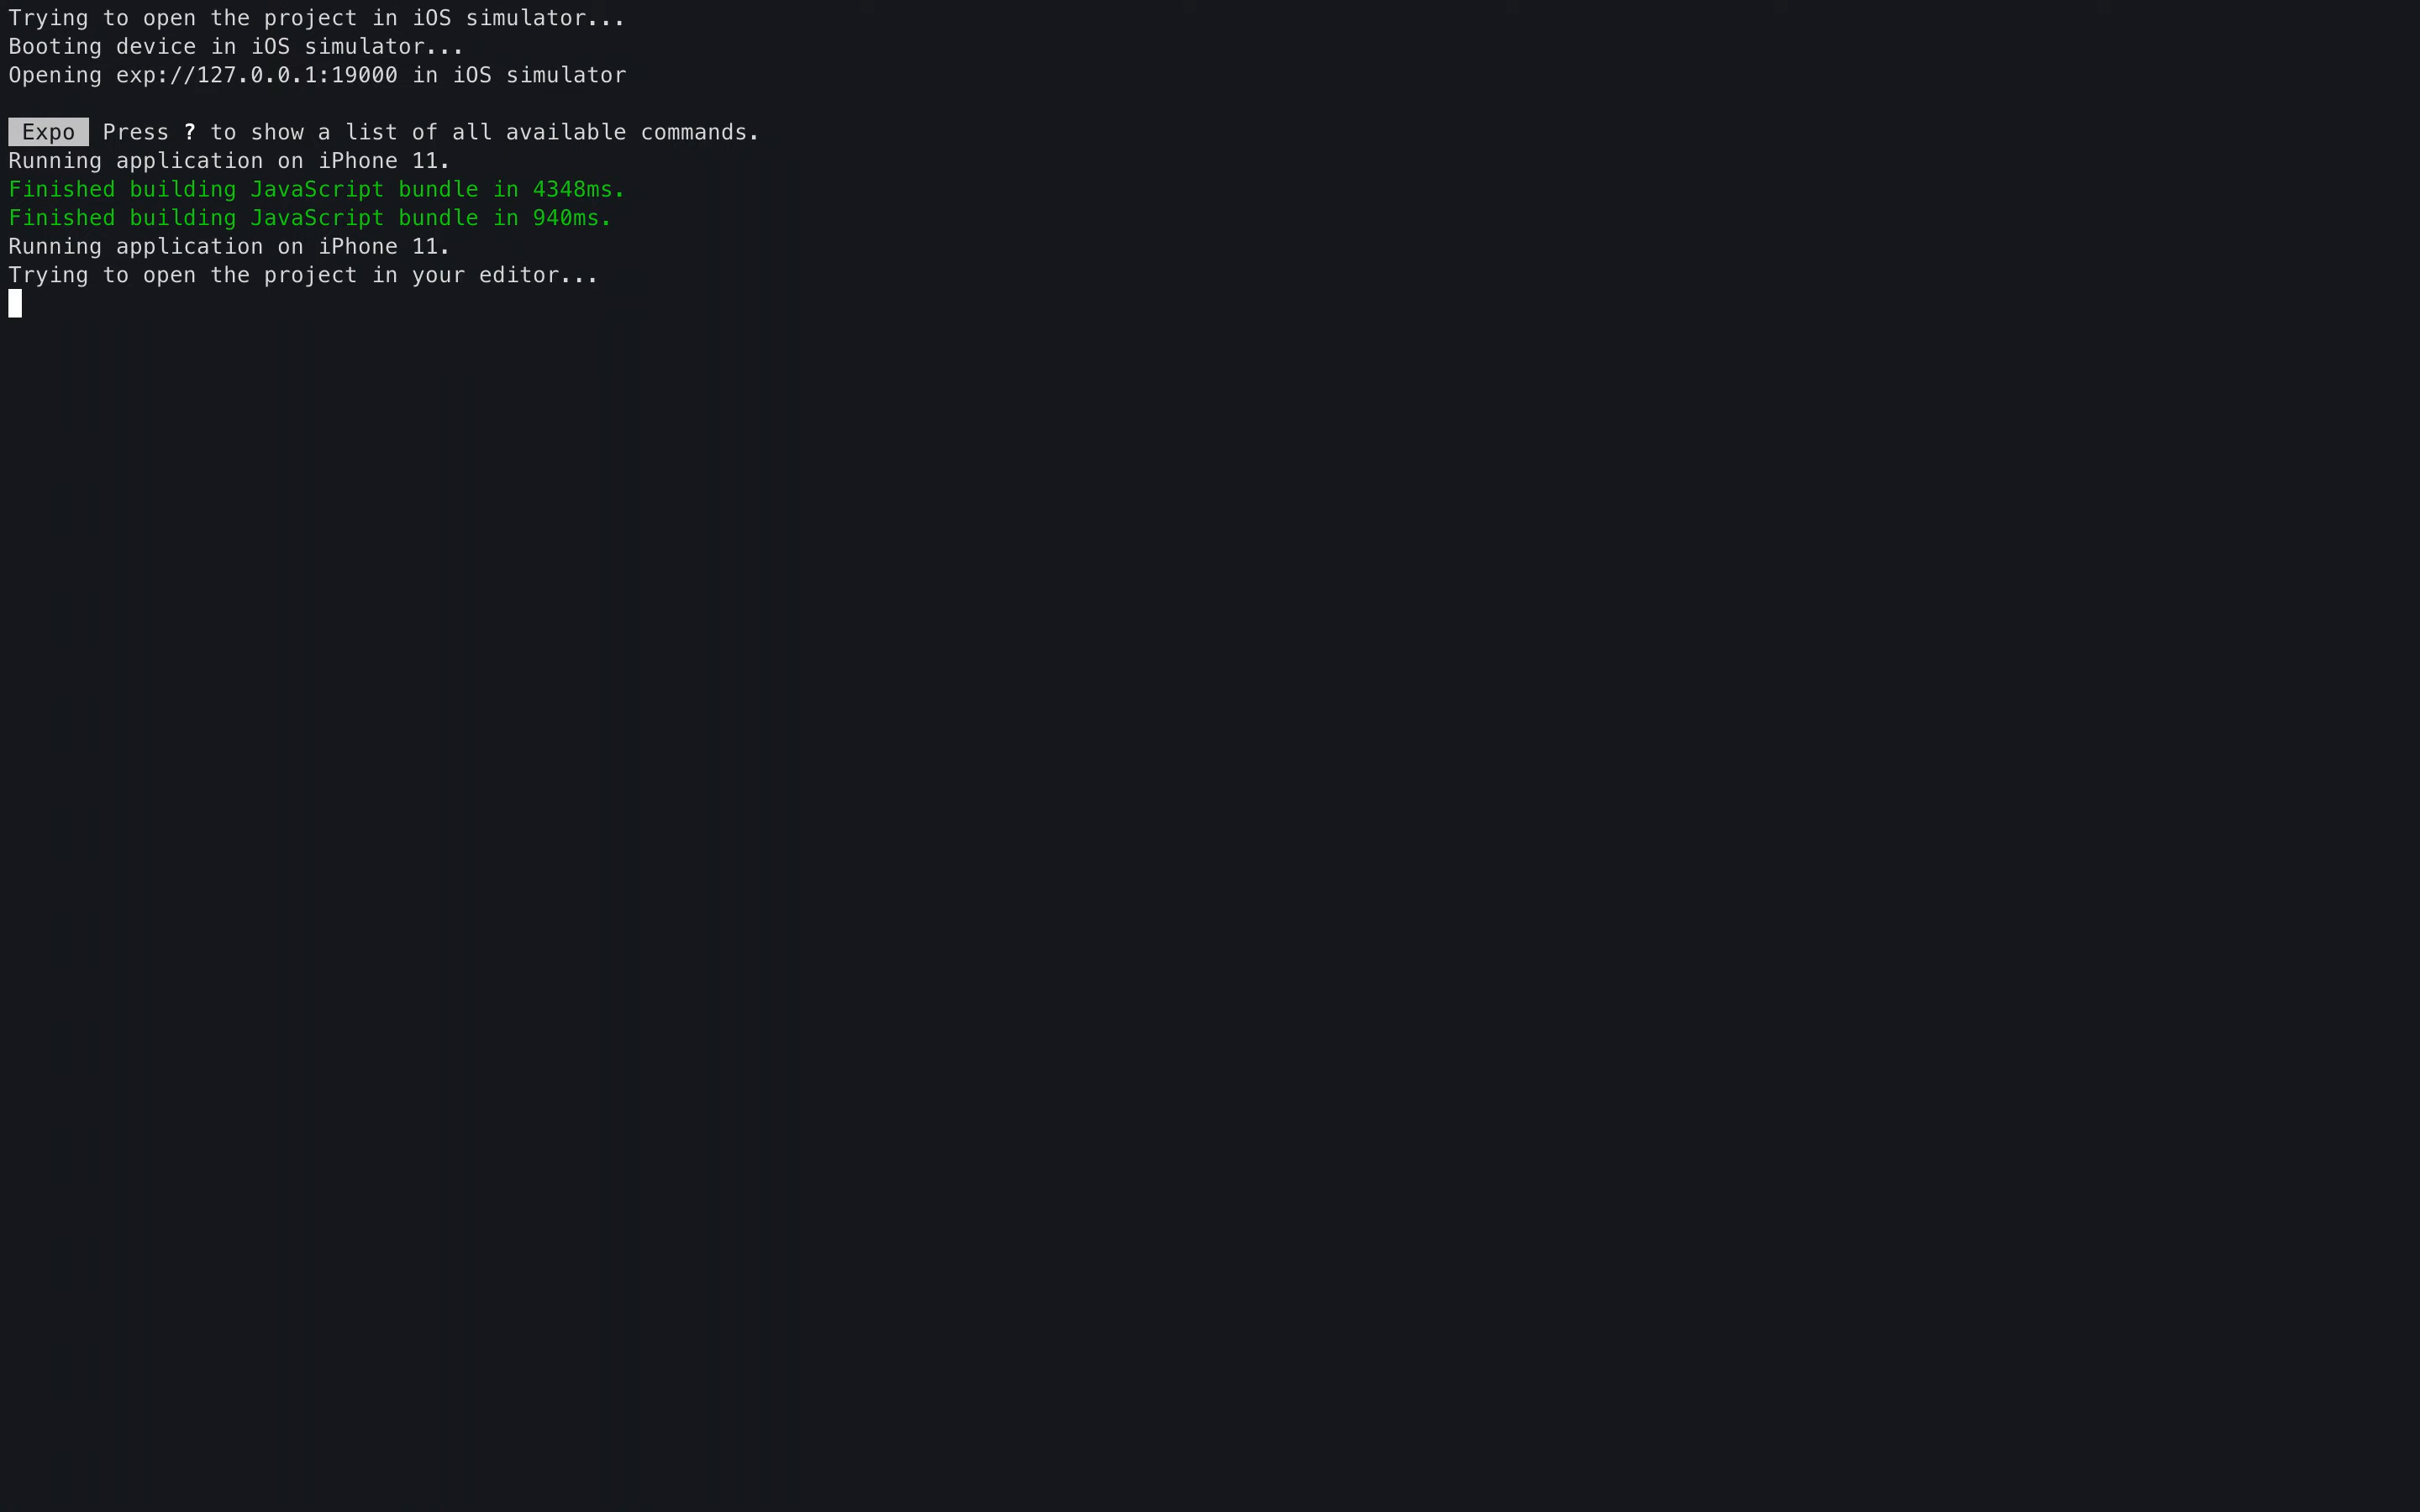 Trying to open the project in iOS simulator...
Booting device in iOS simulator...
Opening exp://127.0.0.1:19000 in iOS simulator
Expo Press ? to show a list of all available commands.
Running application on iPhone 11.
Finished building JavaScript bundle in 4348ms.
Finished building JavaScript bundle in 940ms.
Running application on iPhone 11.
Trying to open the project in your editor...